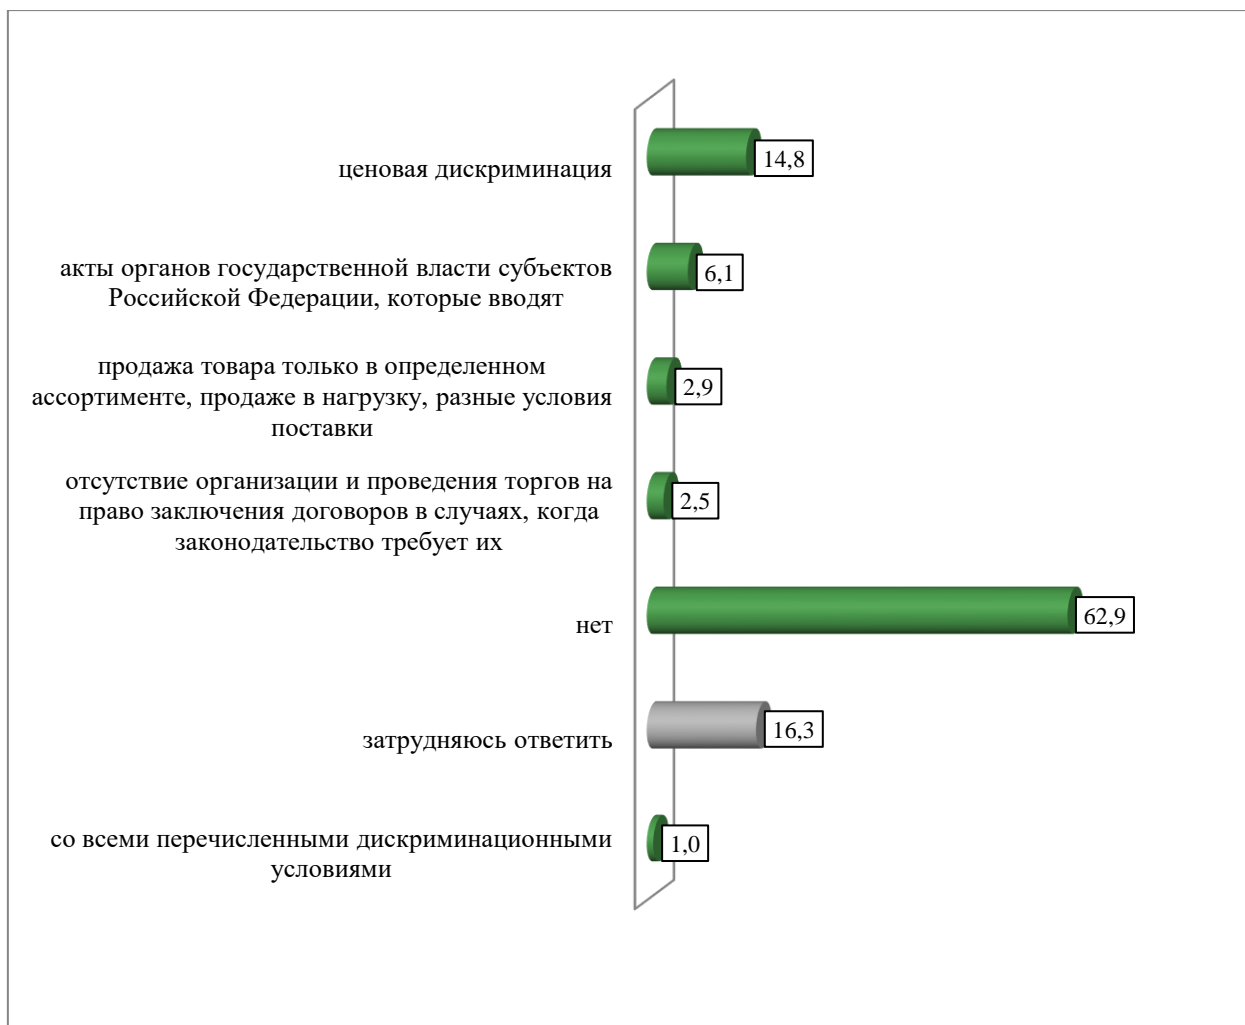 ценовая дискриминация
14,8
акты органов государственной власти субъектов
Российской Федерации, которые вводят
6,1
продажа товара только в определенном
ассортименте, продаже в нагрузку, разные условия
поставки
2,9
отсутствие организации и проведения торгов на
право заключения договоров в случаях, когда
законодательство требует их
2,5
нет
62,9
затрудняюсь ответить
16,3
со всеми перечисленными дискриминационными
условиями
1,0